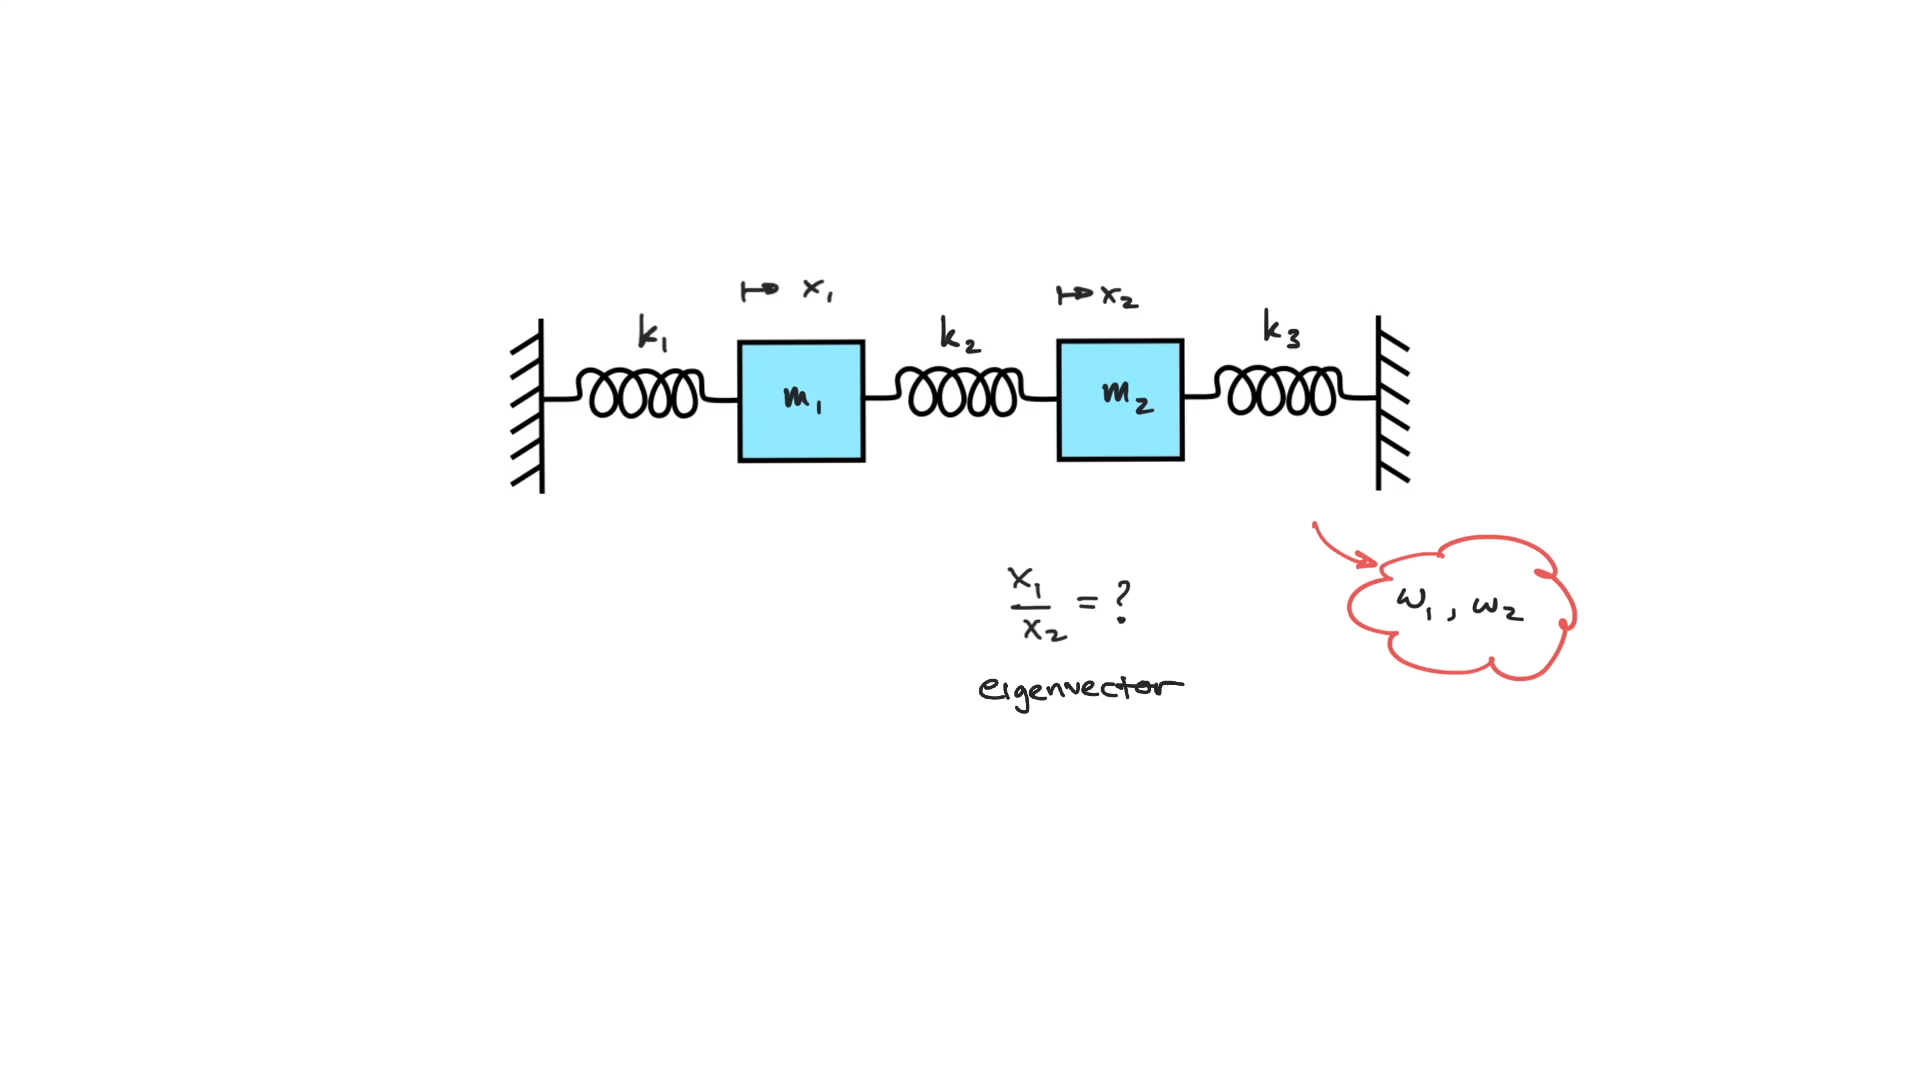 x₁
x₂
k₁
k₂
k₃
m₁
m₂
x₁/x₂ = ?
ω₁, ω₂
eigenvector